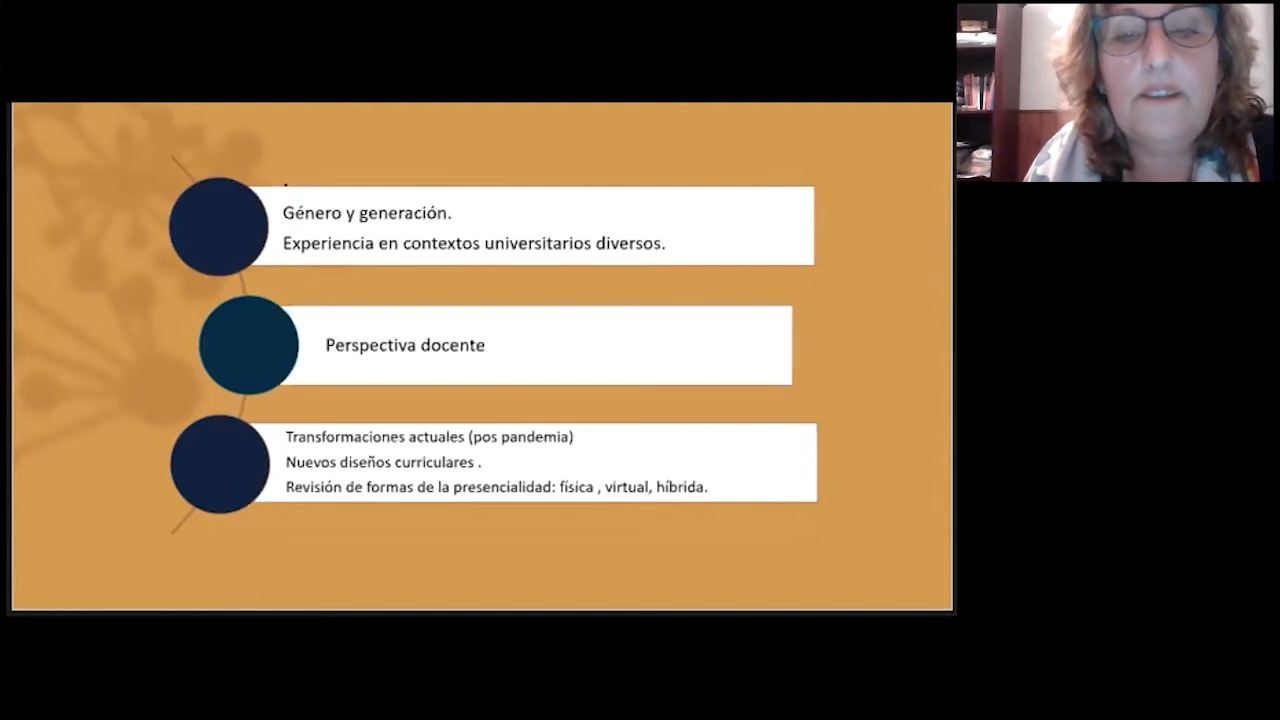 Género y generación.
Experiencia en contextos universitarios diversos.
Perspectiva docente
Transformaciones actuales (pos pandemia)
Nuevos diseños curriculares .
Revisión de formas de la presencialidad: física , virtual, híbrida.